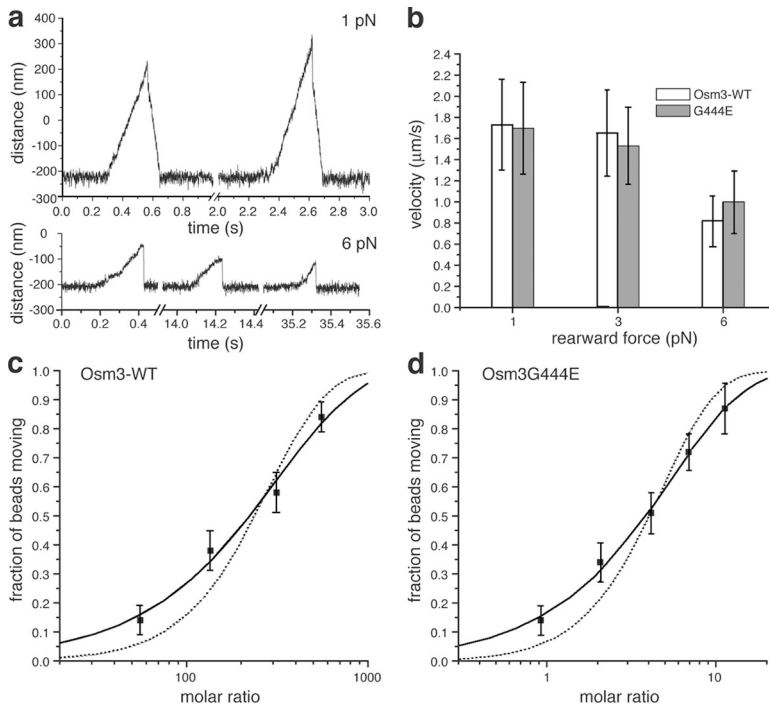 a
1 pN
400
300
200
100
0
-100
-200
-300
distance (nm)
0.0 0.2 0.4 0.6 0.8 1.0 2.0 2.2 2.4 2.6 2.8 3.0
time (s)
6 pN
0
-100
-200
-300
distance (nm)
0.0 0.2 0.4 14.0 14.2 14.4 35.2 35.4 35.6
time (s)
b
2.4
2.2
2.0
1.8
1.6
1.4
1.2
1.0
0.8
0.6
0.4
0.2
0.0
velocity (μm/s)
Osm3-WT
G444E
1 3 6
rearward force (pN)
c
Osm3-WT
1.0
0.9
0.8
0.7
0.6
0.5
0.4
0.3
0.2
0.1
0.0
fraction of beads moving
100 1000
molar ratio
d
Osm3G444E
1.0
0.9
0.8
0.7
0.6
0.5
0.4
0.3
0.2
0.1
0.0
fraction of beads moving
1 10
molar ratio